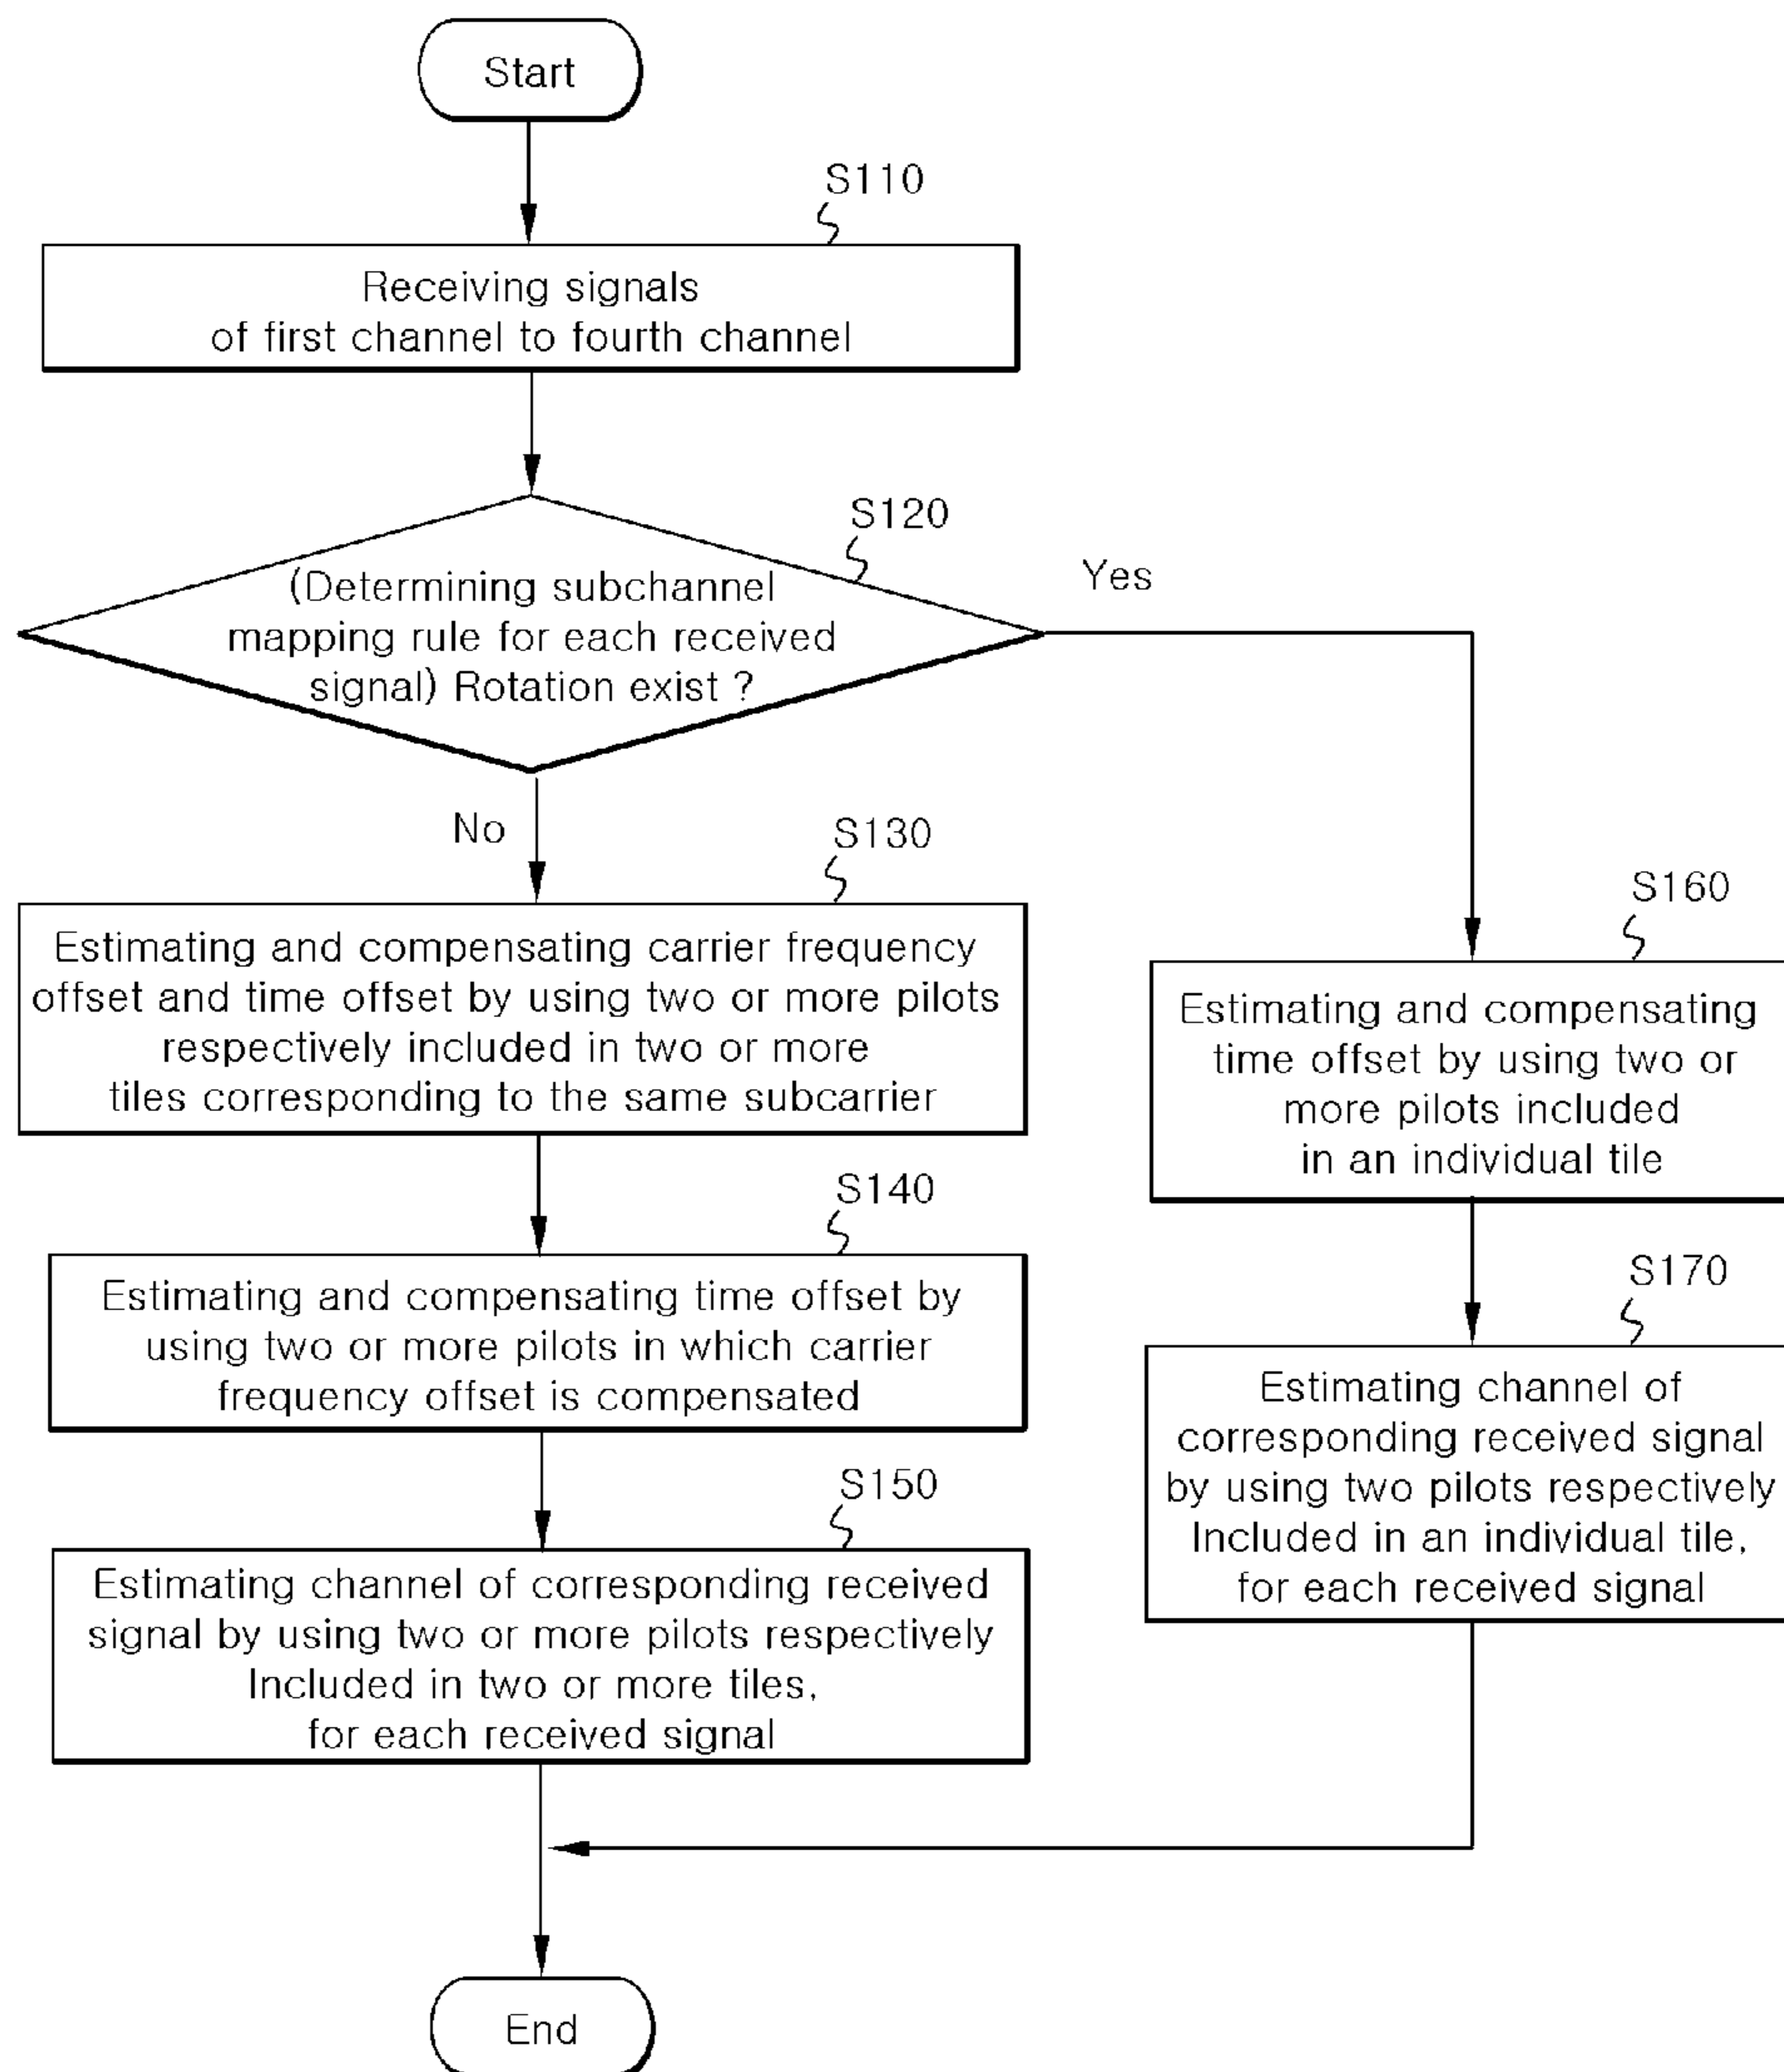 Start
S110
Receiving signals
of first channel to fourth channel
S120
(Determining subchannel
mapping rule for each received
signal) Rotation exist ?
Yes
No
S130
Estimating and compensating carrier frequency
offset and time offset by using two or more pilots
respectively included in two or more
tiles corresponding to the same subcarrier
S140
Estimating and compensating time offset by
using two or more pilots in which carrier
frequency offset is compensated
S150
Estimating channel of corresponding received
signal by using two or more pilots respectively
Included in two or more tiles,
for each received signal
S160
Estimating and compensating
time offset by using two or
more pilots included
in an individual tile
S170
Estimating channel of
corresponding received signal
by using two pilots respectively
Included in an individual tile,
for each received signal
End